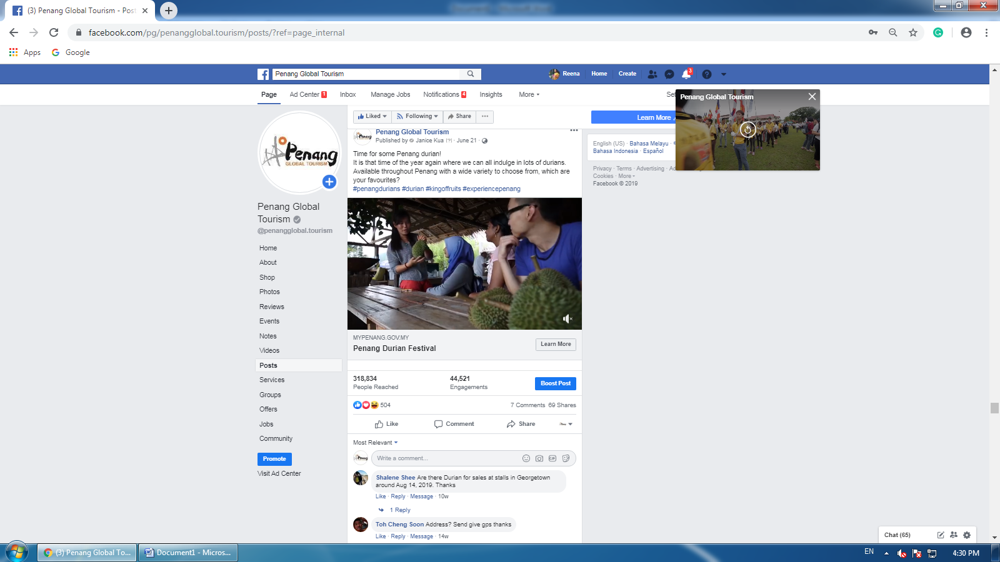 (3) Penang Global Tourism - Post
facebook.com/pg/penangglobal.tourism/posts/?ref=page_internal
Apps
Google
Penang Global Tourism
Reena
Home
Create
3
Page
Ad Center 1
Inbox
Manage Jobs
Notifications 4
Insights
More
Penang Global Tourism
Liked
Following
Share
Learn More
Penang
GLOBAL TOURISM
Penang Global
Tourism
@penangglobal.tourism
Home
About
Shop
Photos
Reviews
Events
Notes
Videos
Posts
Services
Groups
Offers
Jobs
Community
Promote
Visit Ad Center
Penang Global Tourism
Published by Janice Kua [?] · June 21 ·
Time for some Penang durian!
It is that time of the year again where we can all indulge in lots of durians.
Available throughout Penang with a wide variety to choose from, which are
your favourites?
#penangdurians #durian #kingoffruits #experiencepenang
MYPENANG.GOV.MY
Penang Durian Festival
Learn More
318,834
People Reached
44,521
Engagements
Boost Post
504
7 Comments 69 Shares
Like
Comment
Share
Most Relevant
Write a comment...
GIF
Shalene Shee Are there Durian for sales at stalls in Georgetown
around Aug 14, 2019. Thanks
Like · Reply · Message · 10w
1 Reply
Toh Cheng Soon Address? Send give gps thanks
Like · Reply · Message · 14w
English (US) · Bahasa Melayu ·
Bahasa Indonesia · Español
Privacy · Terms · Advertising ·
Cookies · More
Facebook © 2019
Chat (65)
(3) Penang Global To...
Document1 - Micros...
EN
4:30 PM